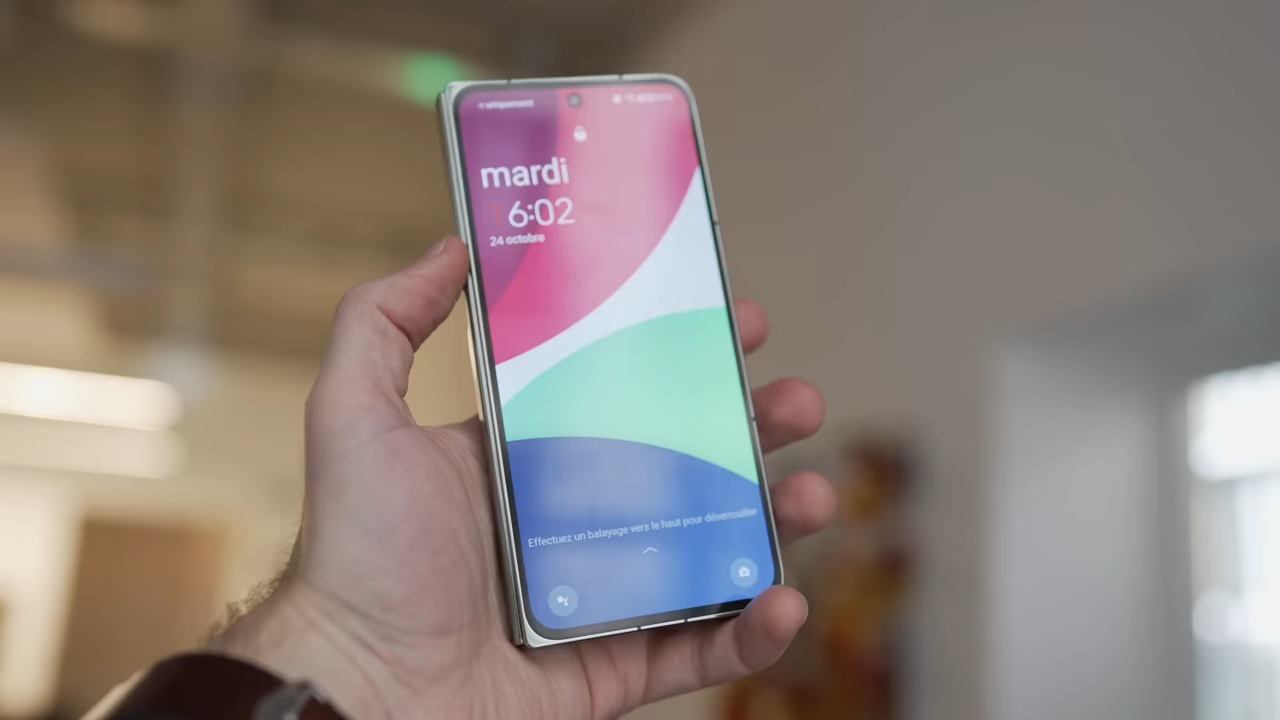 mardi
16:02
24 octobre
Effectuez un balayage vers le haut pour déverrouiller